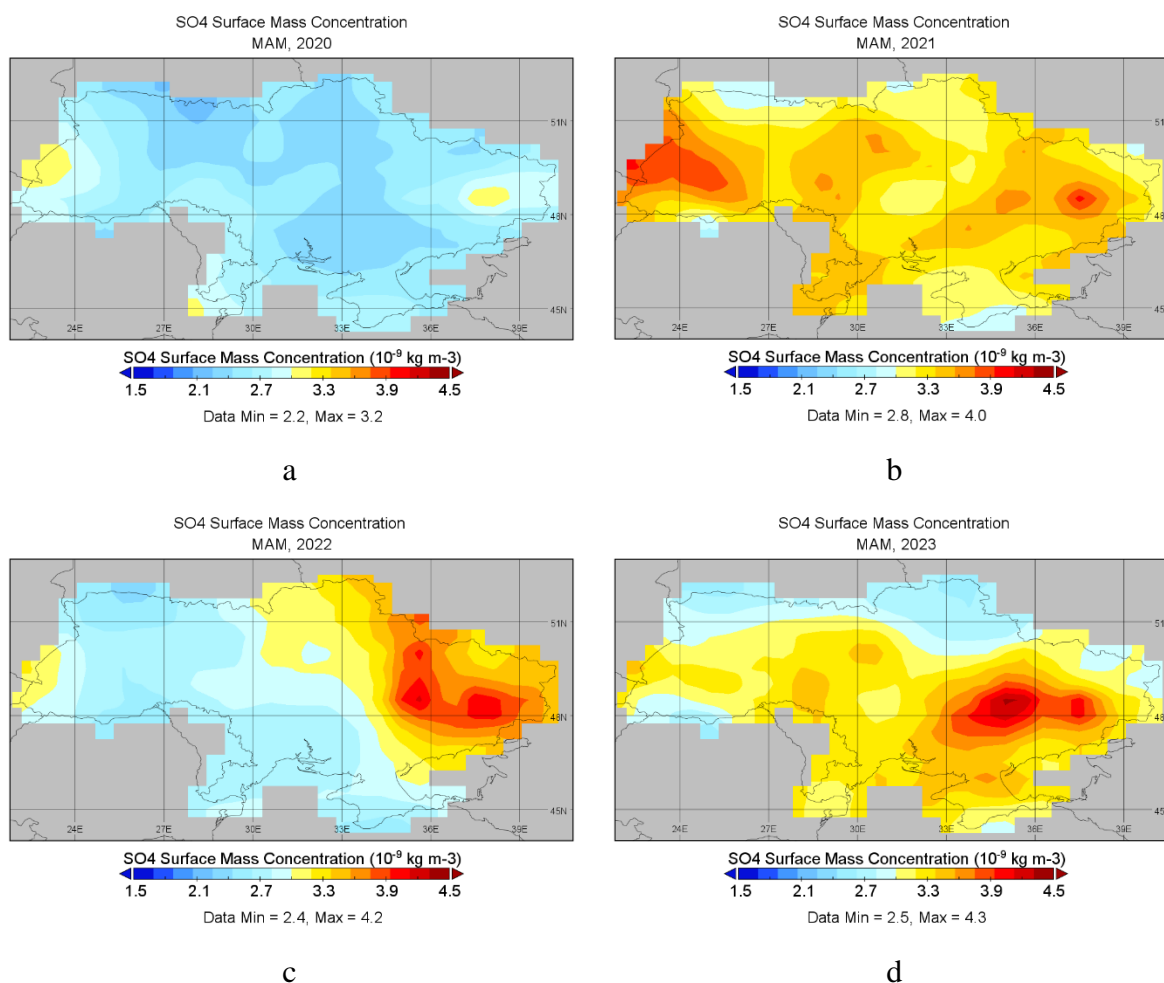 SO4 Surface Mass Concentration
MAM, 2020
51N
48N
45N
24E 27E 30E 33E 36E 39E
SO4 Surface Mass Concentration (10⁻⁹ kg m-3)
1.5 2.1 2.7 3.3 3.9 4.5
Data Min = 2.2, Max = 3.2
a
SO4 Surface Mass Concentration
MAM, 2021
51N
48N
45N
24E 27E 30E 33E 36E 39E
SO4 Surface Mass Concentration (10⁻⁹ kg m-3)
1.5 2.1 2.7 3.3 3.9 4.5
Data Min = 2.8, Max = 4.0
b
SO4 Surface Mass Concentration
MAM, 2022
51N
48N
45N
24E 27E 30E 33E 36E 39E
SO4 Surface Mass Concentration (10⁻⁹ kg m-3)
1.5 2.1 2.7 3.3 3.9 4.5
Data Min = 2.4, Max = 4.2
c
SO4 Surface Mass Concentration
MAM, 2023
51N
48N
45N
24E 27E 30E 33E 36E 39E
SO4 Surface Mass Concentration (10⁻⁹ kg m-3)
1.5 2.1 2.7 3.3 3.9 4.5
Data Min = 2.5, Max = 4.3
d